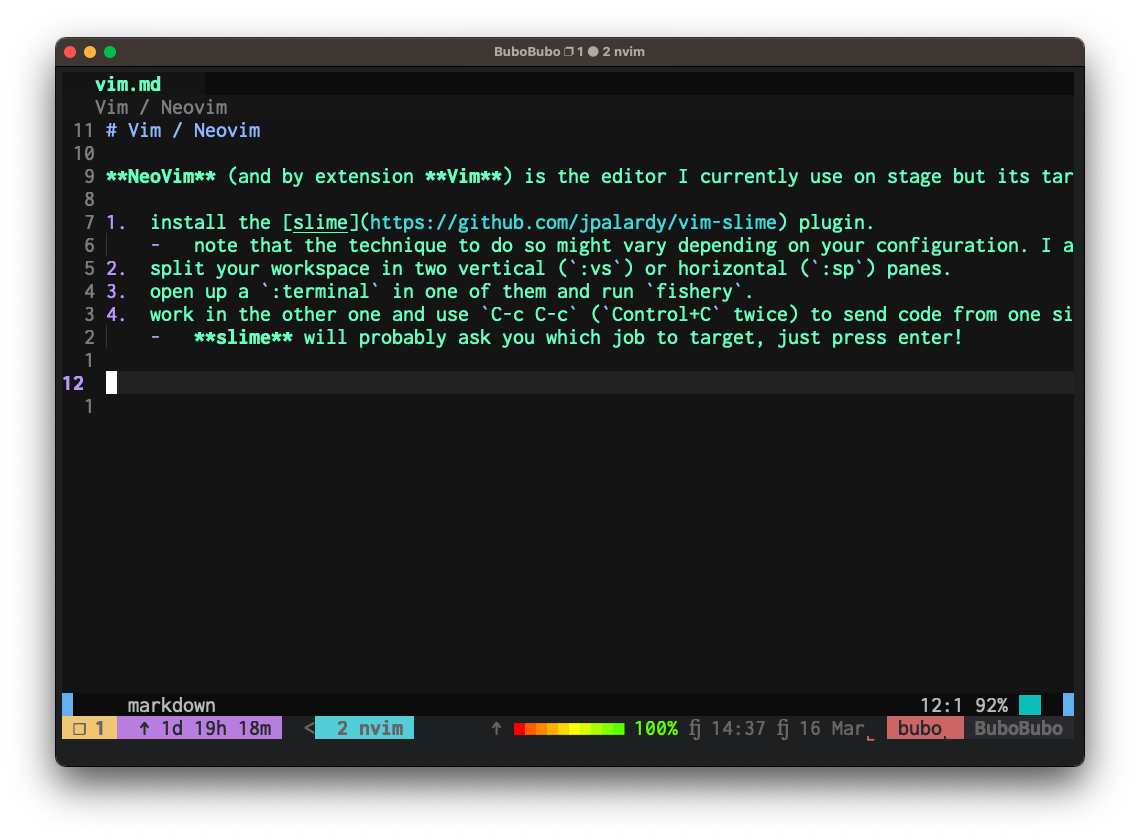 BuboBubo ❐ 1 ● 2 nvim
vim.md
Vim / Neovim
11 # Vim / Neovim
10
9 **NeoVim** (and by extension **Vim**) is the editor I currently use on stage but its tar
8
7 1.  install the [slime](https://github.com/jpalardy/vim-slime) plugin.
6     -   note that the technique to do so might vary depending on your configuration. I a
5 2.  split your workspace in two vertical (`:vs`) or horizontal (`:sp`) panes.
4 3.  open up a `:terminal` in one of them and run `fishery`.
3 4.  work in the other one and use `C-c C-c` (`Control+C` twice) to send code from one si
2     -   **slime** will probably ask you which job to target, just press enter!
1
12
1
markdown 12:1 92%
❐ 1 ↑ 1d 19h 18m < 2 nvim ↑ 100% 14:37 16 Mar bubo BuboBubo